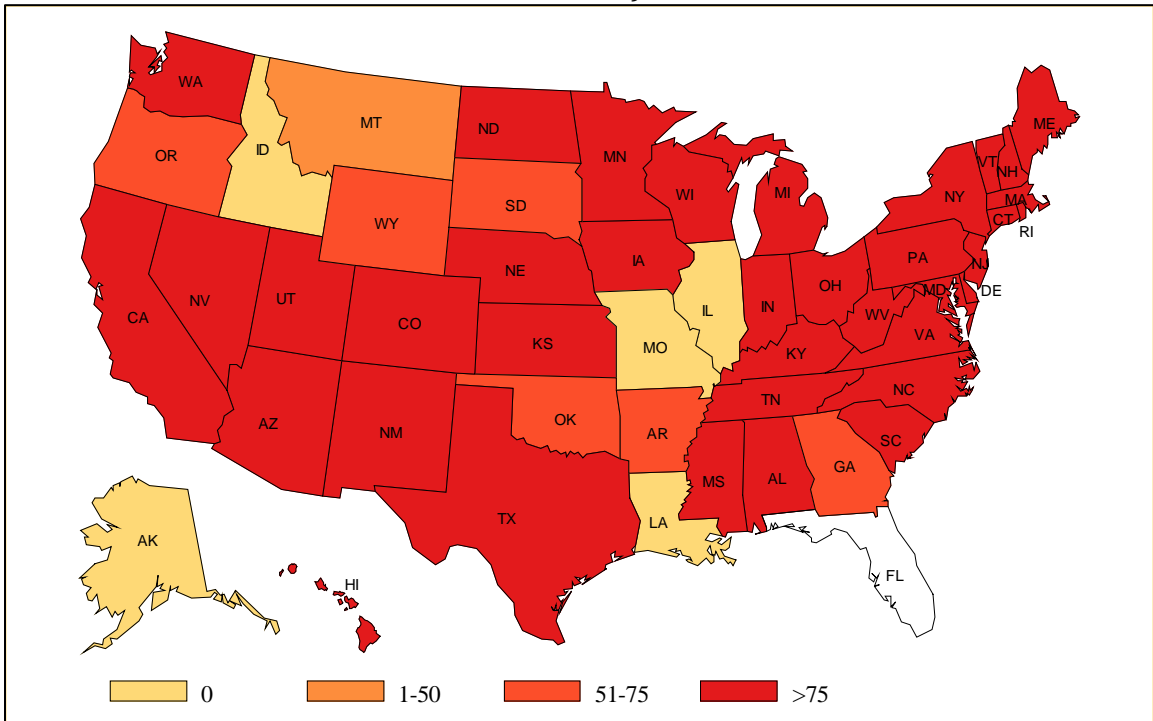 WA
MT
ND
MN
ME
OR
ID
WI
MI
VT
NH
NY
MA
SD
WY
CT
RI
PA
IA
NE
NJ
OH
MD
DE
NV
UT
IL
IN
CA
CO
WV
VA
KS
MO
KY
NC
TN
AZ
NM
OK
AR
SC
GA
MS
AL
TX
LA
AK
FL
HI
0
1-50
51-75
>75